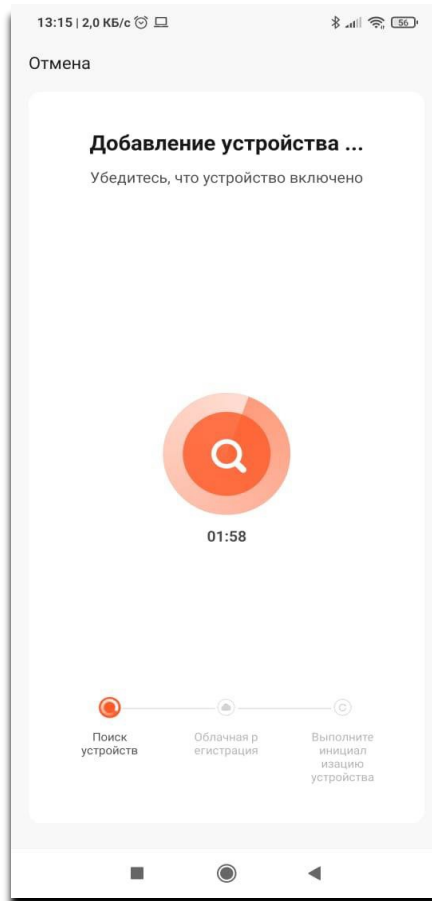 13:15 | 2,0 КБ/с 56
Отмена
Добавление устройства ...
Убедитесь, что устройство включено
01:58
Поиск
устройств
Облачная р
егистрация
Выполните
инициал
изацию
устройства